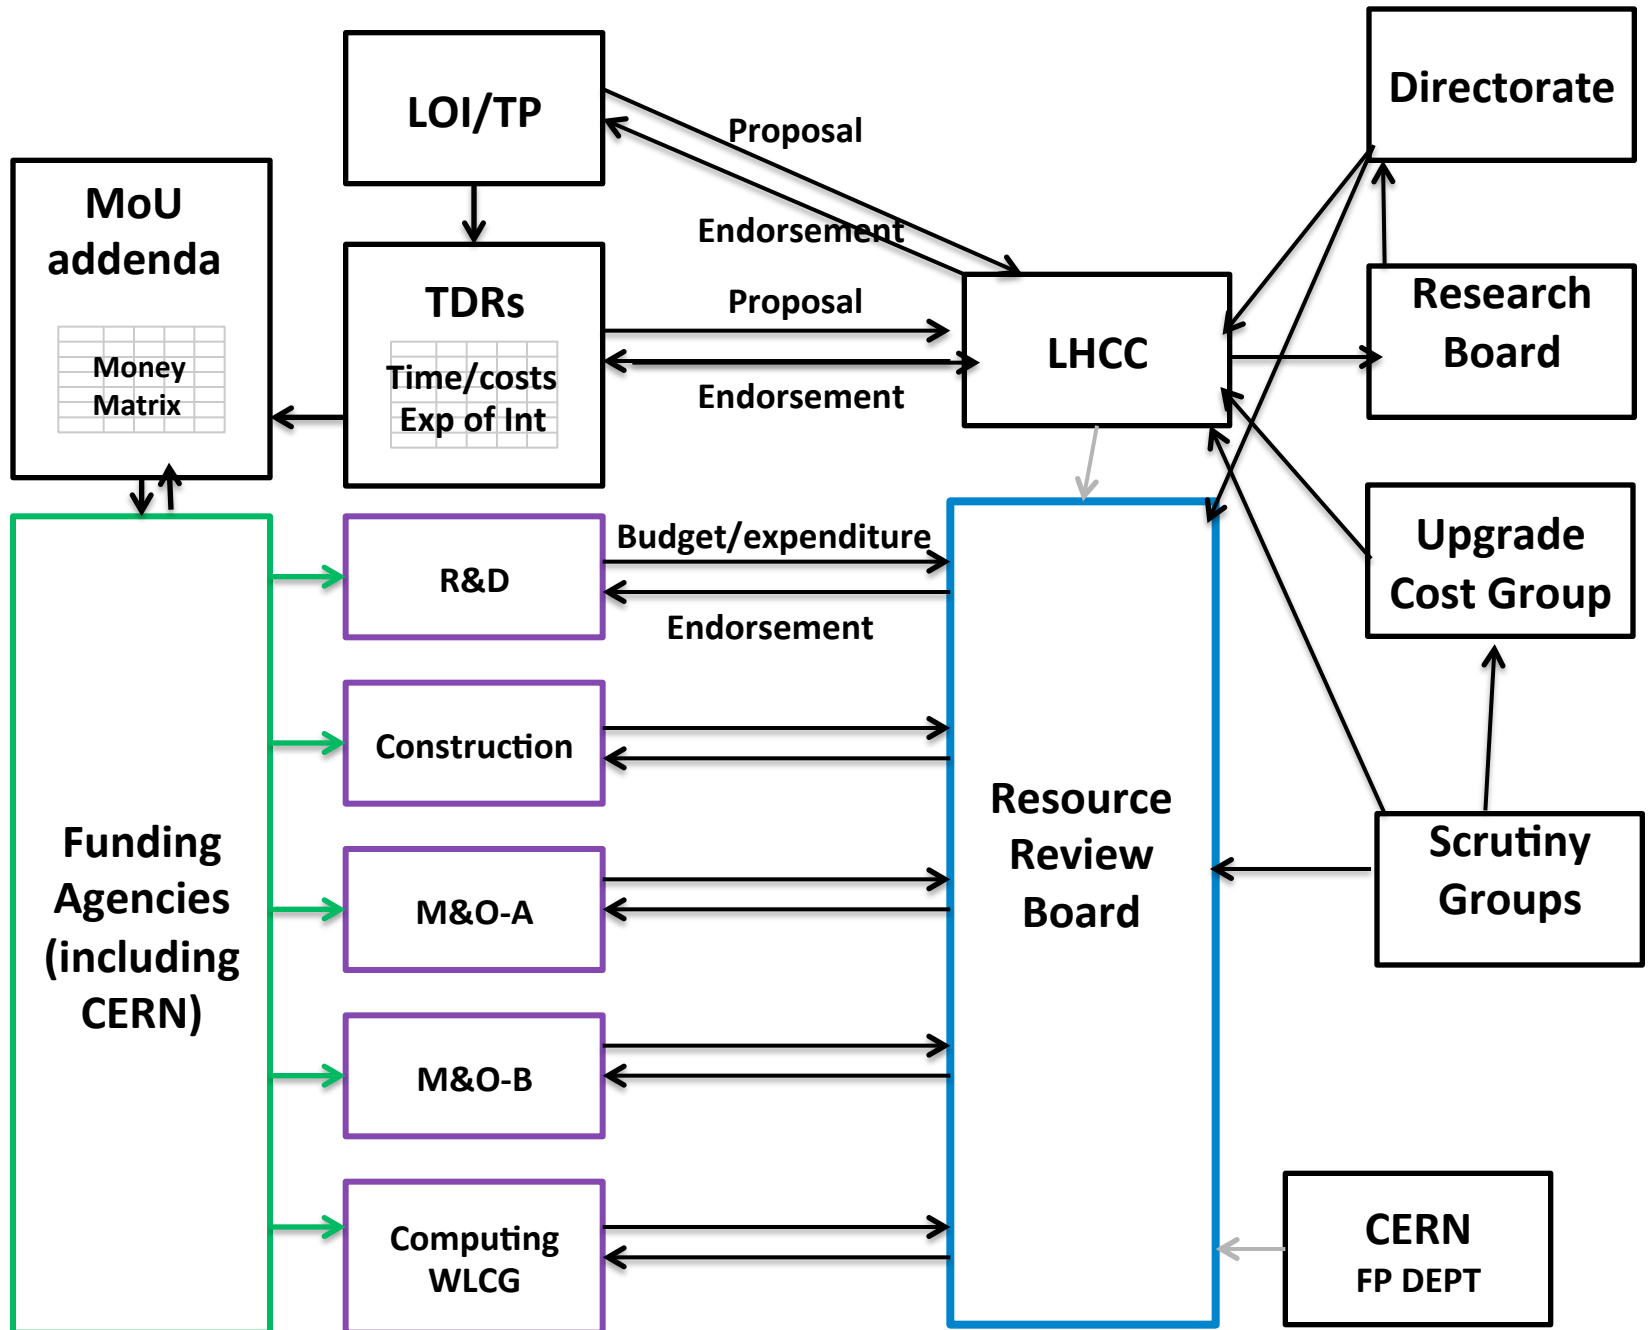 LOI/TP
Proposal
Directorate
MoU
addenda
Money
Matrix
Endorsement
TDRs
Time/costs
Exp of Int
Proposal
Endorsement
LHCC
Research
Board
Upgrade
Cost Group
Budget/expenditure
R&D
Endorsement
Construction
Funding
Agencies
(including
CERN)
M&O-A
Resource
Review
Board
Scrutiny
Groups
M&O-B
Computing
WLCG
CERN
FP DEPT